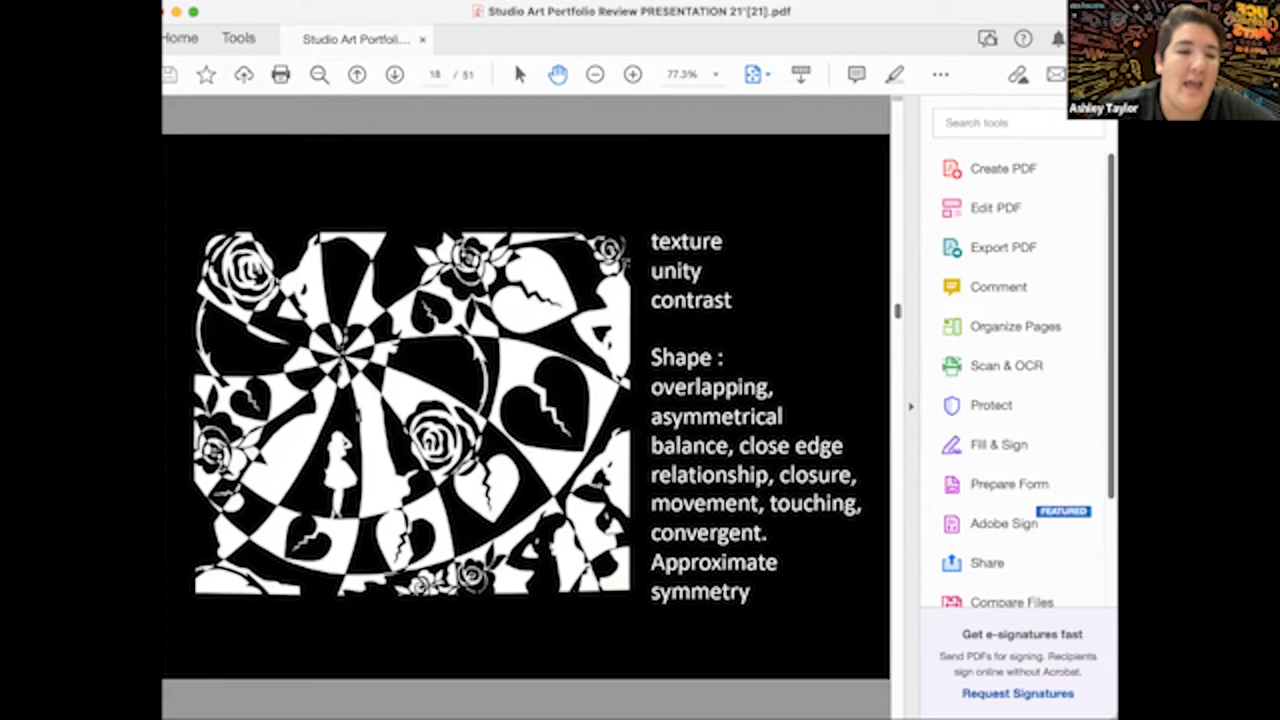 Studio Art Portfolio Review PRESENTATION 21'[21].pdf
Home Tools Studio Art Portfoli... ×
18 / 51 77.3%
Ashley Taylor
Search tools
Create PDF
Edit PDF
Export PDF
Comment
Organize Pages
Scan & OCR
Protect
Fill & Sign
Prepare Form
FEATURED
Adobe Sign
Share
Compare Files
Get e-signatures fast
Send PDFs for signing. Recipients
sign online without Acrobat.
Request Signatures
texture
unity
contrast
Shape :
overlapping,
asymmetrical
balance, close edge
relationship, closure,
movement, touching,
convergent.
Approximate
symmetry